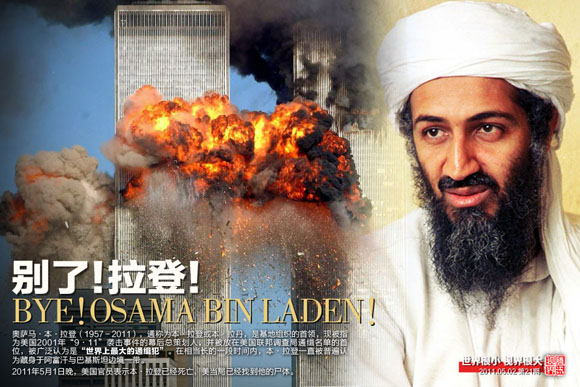 别了！拉登！
BYE! OSAMA BIN LADEN!
奥萨马·本·拉登（1957－2011），通称为本·拉登或本·拉丹，是基地组织的首领，现被指
为美国2001年“9·11”袭击事件的幕后总策划人，并被放在美国联邦调查局通缉名单的首
位，被广泛认为是“世界上最大的通缉犯”。在相当长的一段时间内，本·拉登一直被普遍认
为藏身于阿富汗与巴基斯坦边境一带。
2011年5月1日晚，美国官员表示本·拉登已经死亡、美当局已经找到他的尸体。
世界圈小 视界圈大
2011.05.02.第21期